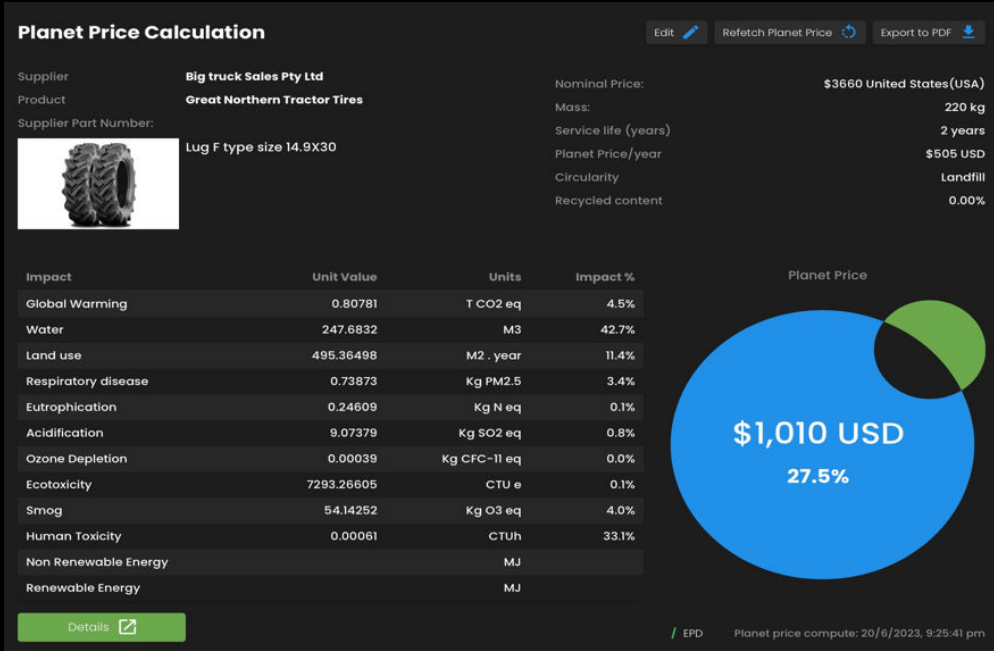 Planet Price Calculation
Edit
Refetch Planet Price
Export to PDF
Supplier Big truck Sales Pty Ltd
Product Great Northern Tractor Tires
Supplier Part Number:
Lug F type size 14.9X30
Nominal Price: $3660 United States(USA)
Mass: 220 kg
Service life (years) 2 years
Planet Price/year $505 USD
Circularity Landfill
Recycled content 0.00%
Impact Unit Value Units Impact %
Global Warming 0.80781 T CO2 eq 4.5%
Water 247.6832 M3 42.7%
Land use 495.36498 M2 . year 11.4%
Respiratory disease 0.73873 Kg PM2.5 3.4%
Eutrophication 0.24609 Kg N eq 0.1%
Acidification 9.07379 Kg SO2 eq 0.8%
Ozone Depletion 0.00039 Kg CFC-11 eq 0.0%
Ecotoxicity 7293.26605 CTU e 0.1%
Smog 54.14252 Kg O3 eq 4.0%
Human Toxicity 0.00061 CTUh 33.1%
Non Renewable Energy MJ
Renewable Energy MJ
Details
Planet Price
$1,010 USD
27.5%
/ EPD
Planet price compute: 20/6/2023, 9:25:41 pm